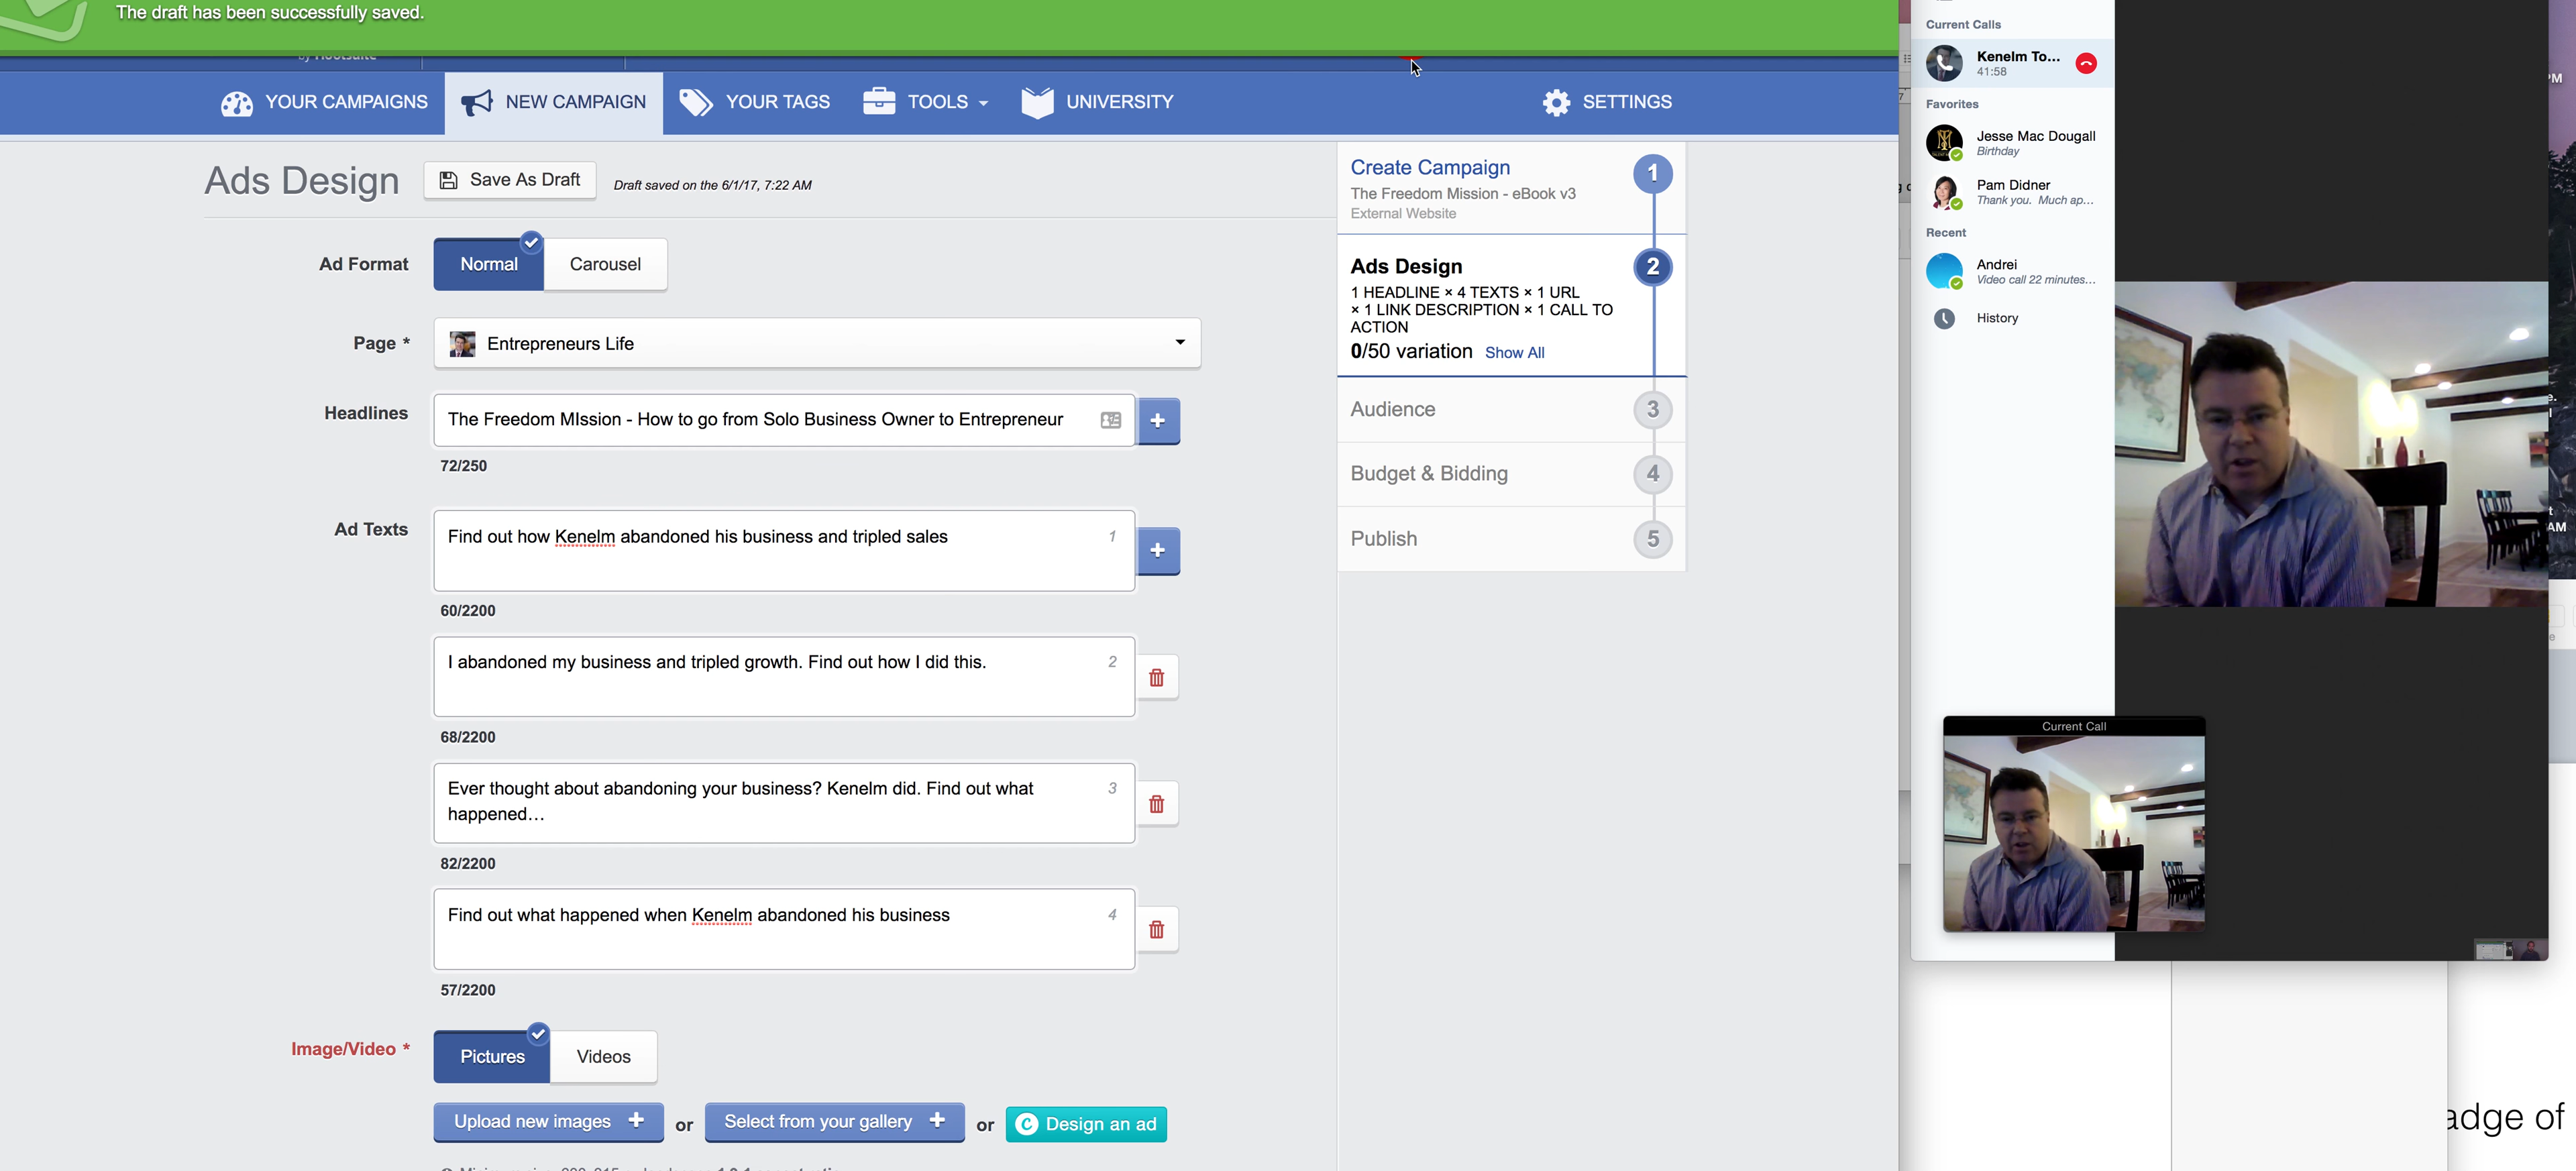 The draft has been successfully saved.
by Hootsuite
YOUR CAMPAIGNS
NEW CAMPAIGN
YOUR TAGS
TOOLS
UNIVERSITY
SETTINGS
Ads Design
Save As Draft
Draft saved on the 6/1/17, 7:22 AM
Ad Format
Normal
Carousel
Page *
Entrepreneurs Life
Headlines
The Freedom MIssion - How to go from Solo Business Owner to Entrepreneur
72/250
Ad Texts
Find out how Kenelm abandoned his business and tripled sales
1
60/2200
I abandoned my business and tripled growth. Find out how I did this.
2
68/2200
Ever thought about abandoning your business? Kenelm did. Find out what
happened…
3
82/2200
Find out what happened when Kenelm abandoned his business
4
57/2200
Image/Video *
Pictures
Videos
Upload new images +
or
Select from your gallery +
or
Design an ad
Create Campaign
1
The Freedom Mission - eBook v3
External Website
Ads Design
2
1 HEADLINE × 4 TEXTS × 1 URL
× 1 LINK DESCRIPTION × 1 CALL TO
ACTION
0/50 variation Show All
Audience
3
Budget & Bidding
4
Publish
5
Current Calls
Kenelm To...
41:58
Favorites
Jesse Mac Dougall
Birthday
Pam Didner
Thank you. Much ap...
Recent
Andrei
Video call 22 minutes...
History
Current Call
AM
adge of